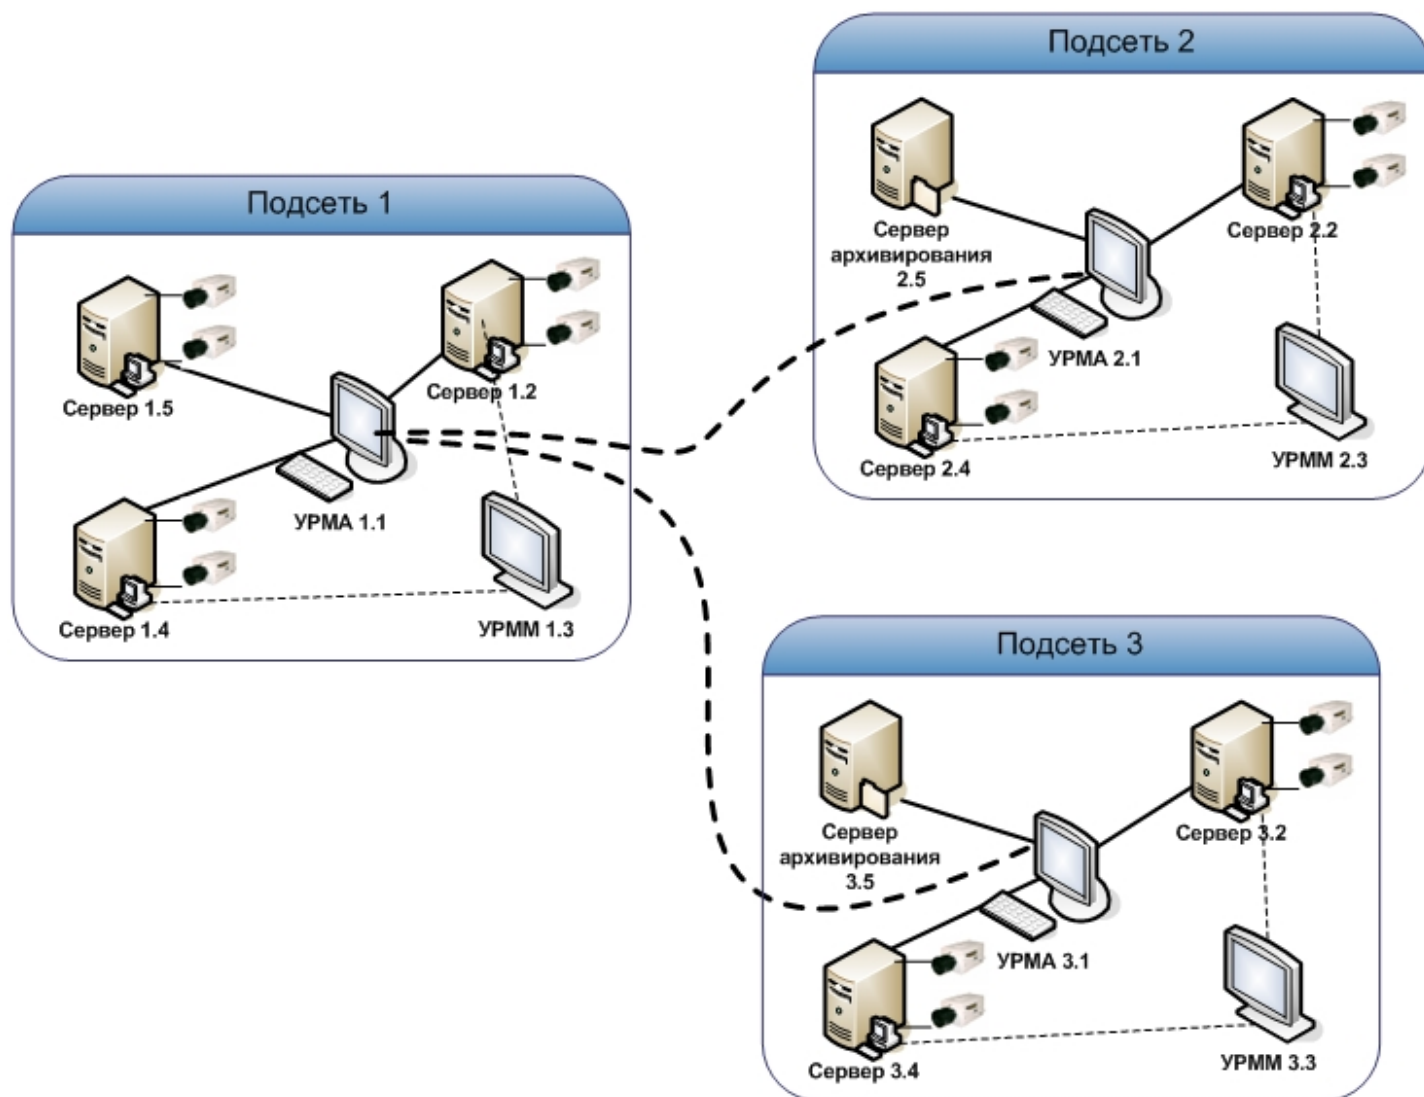 Подсеть 1
Сервер 1.5
Сервер 1.2
УРМА 1.1
Сервер 1.4
УРММ 1.3
Подсеть 2
Сервер
архивирования
2.5
Сервер 2.2
УРМА 2.1
Сервер 2.4
УРММ 2.3
Подсеть 3
Сервер
архивирования
3.5
Сервер 3.2
УРМА 3.1
Сервер 3.4
УРММ 3.3